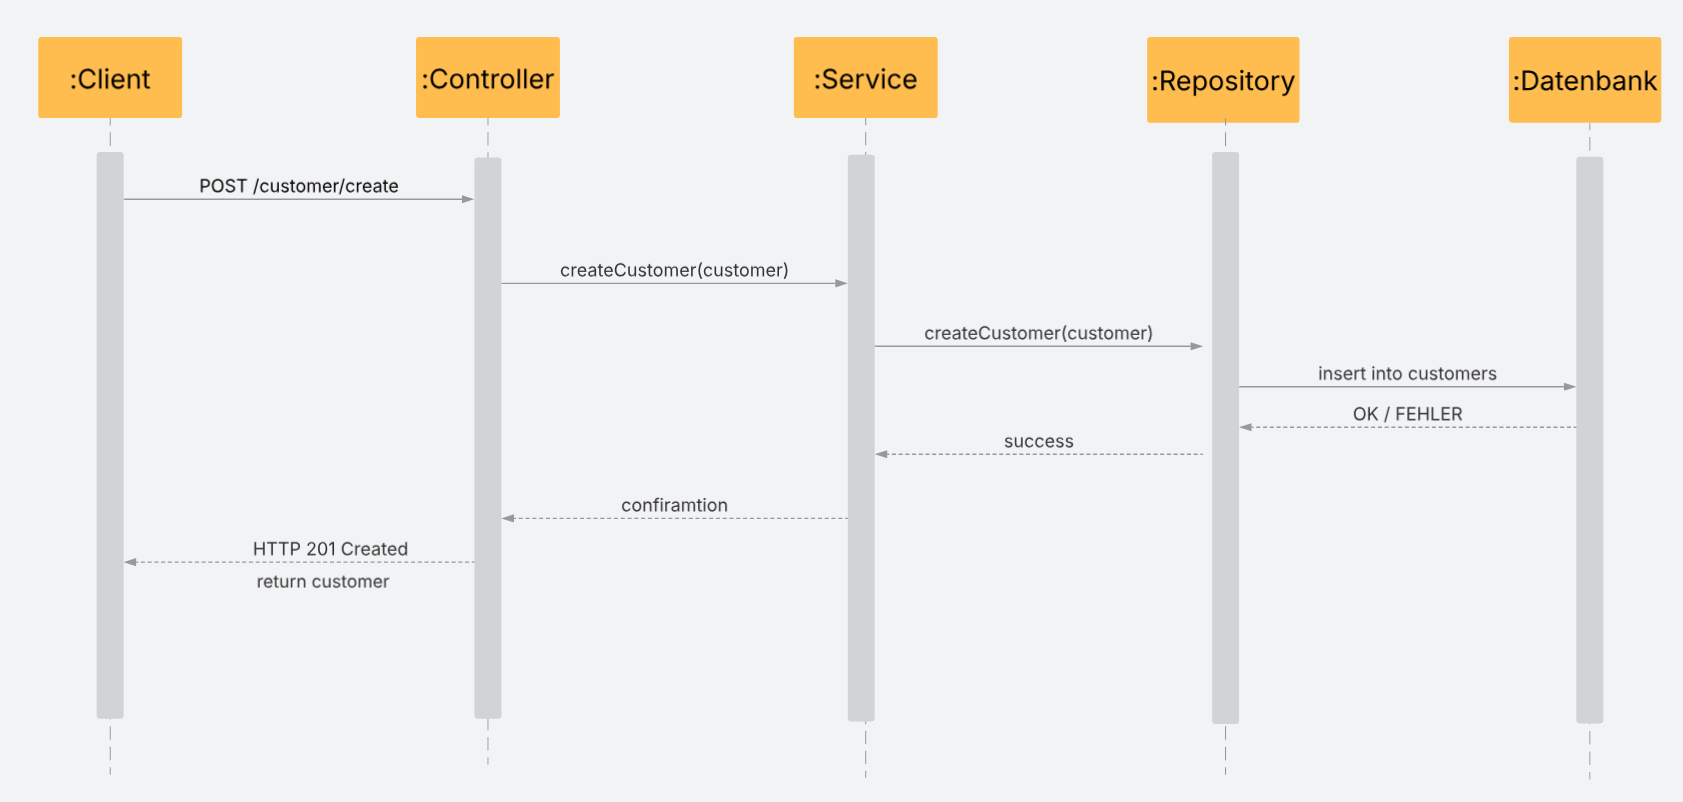 :Client
:Controller
:Service
:Repository
:Datenbank
POST /customer/create
createCustomer(customer)
createCustomer(customer)
insert into customers
OK / FEHLER
success
confiramtion
HTTP 201 Created
return customer